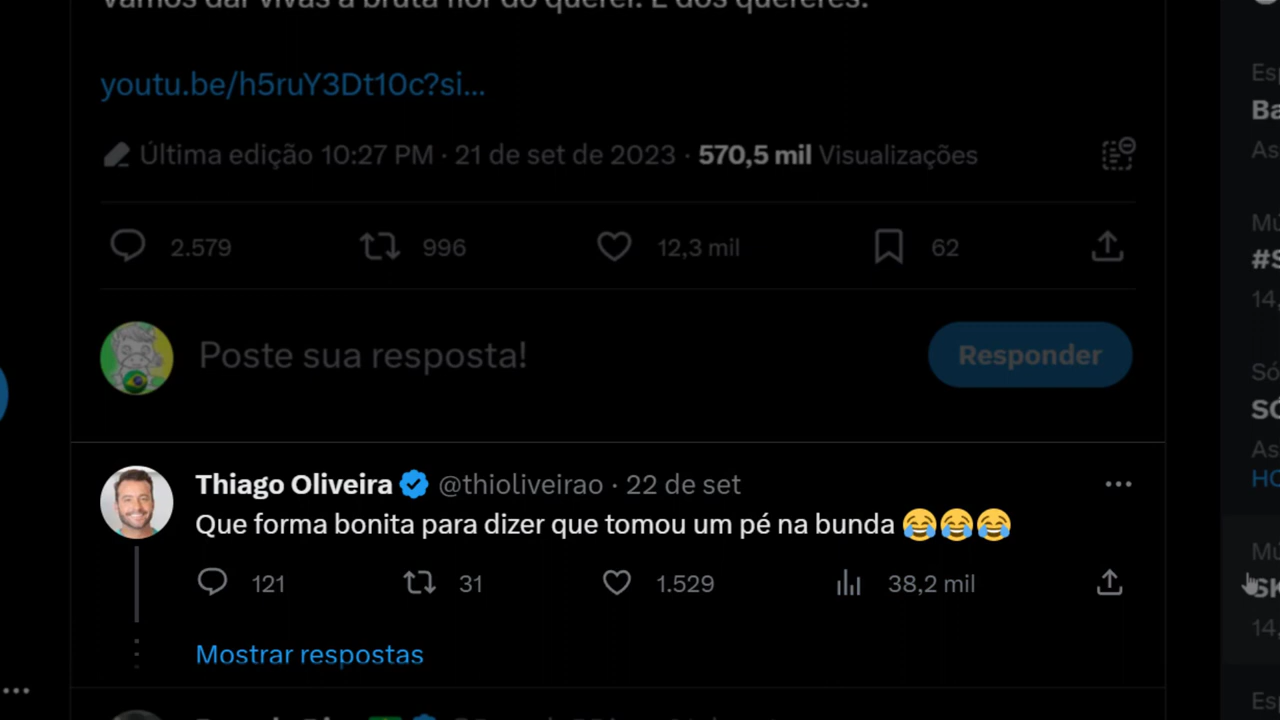 Vamos dar vivas à bruta flor do querer. E dos quereres.
youtu.be/h5ruY3Dt10c?si...
Última edição 10:27 PM · 21 de set de 2023 · 570,5 mil Visualizações
2.579 996 12,3 mil 62
Poste sua resposta!
Responder
Thiago Oliveira @thioliveirao · 22 de set
Que forma bonita para dizer que tomou um pé na bunda 😂😂😂
121 31 1.529 38,2 mil
Mostrar respostas